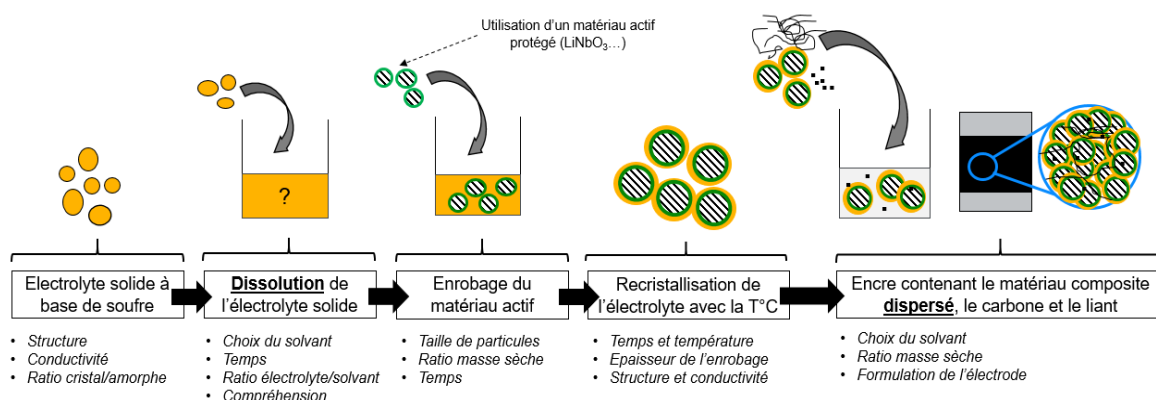 Utilisation d'un matériau actif
protégé (LiNbO₃…)
?
Electrolyte solide à
base de soufre
• Structure
• Conductivité
• Ratio cristal/amorphe
Dissolution de
l'électrolyte solide
• Choix du solvant
• Temps
• Ratio électrolyte/solvant
• Compréhension
Enrobage du
matériau actif
• Taille de particules
• Ratio masse sèche
• Temps
Recristallisation de
l'électrolyte avec la T°C
• Temps et température
• Epaisseur de l'enrobage
• Structure et conductivité
Encre contenant le matériau composite
dispersé, le carbone et le liant
• Choix du solvant
• Ratio masse sèche
• Formulation de l'électrode